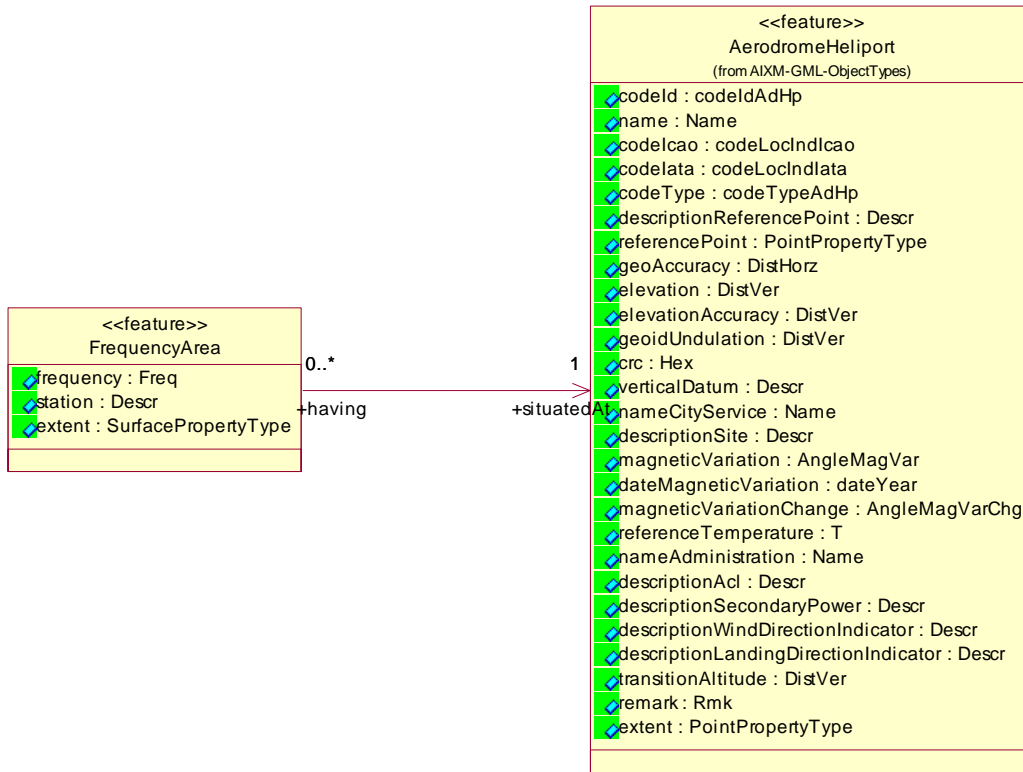 <<feature>>
FrequencyArea
frequency : Freq
station : Descr
extent : SurfacePropertyType
0..*
1
+having
+situatedAt
<<feature>>
AerodromeHeliport
(from AIXM-GML-ObjectTypes)
codeId : codeIdAdHp
name : Name
codeIcao : codeLocIndIcao
codeIata : codeLocIndIata
codeType : codeTypeAdHp
descriptionReferencePoint : Descr
referencePoint : PointPropertyType
geoAccuracy : DistHorz
elevation : DistVer
elevationAccuracy : DistVer
geoidUndulation : DistVer
crc : Hex
verticalDatum : Descr
nameCityService : Name
descriptionSite : Descr
magneticVariation : AngleMagVar
dateMagneticVariation : dateYear
magneticVariationChange : AngleMagVarChg
referenceTemperature : T
nameAdministration : Name
descriptionAcl : Descr
descriptionSecondaryPower : Descr
descriptionWindDirectionIndicator : Descr
descriptionLandingDirectionIndicator : Descr
transitionAltitude : DistVer
remark : Rmk
extent : PointPropertyType